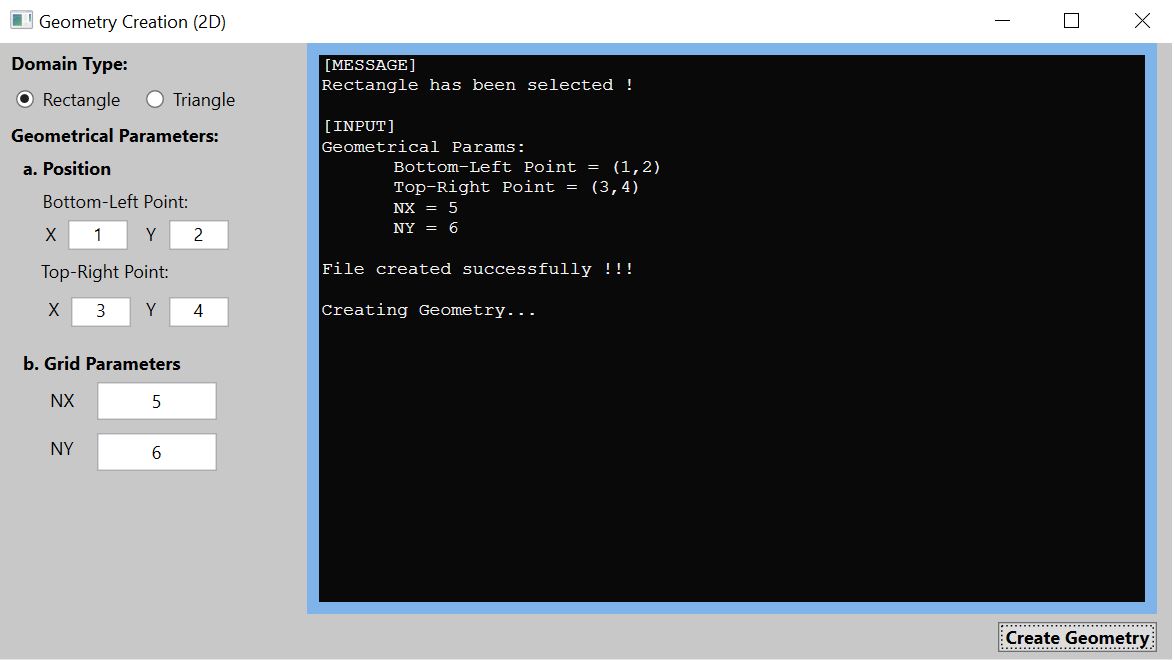 Geometry Creation (2D)
Domain Type:
Rectangle Triangle
Geometrical Parameters:
a. Position
Bottom-Left Point:
X 1 Y 2
Top-Right Point:
X 3 Y 4
b. Grid Parameters
NX 5
NY 6
[MESSAGE]
Rectangle has been selected !
[INPUT]
Geometrical Params:
Bottom-Left Point = (1,2)
Top-Right Point = (3,4)
NX = 5
NY = 6
File created successfully !!!
Creating Geometry...
Create Geometry